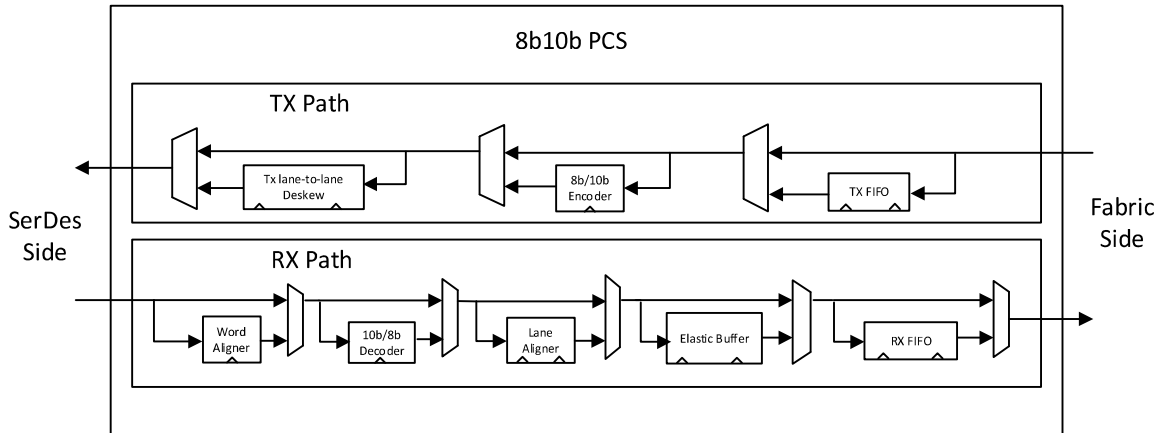 8b10b PCS
TX Path
Tx lane-to-lane
Deskew
8b/10b
Encoder
TX FIFO
SerDes
Side
Fabric
Side
RX Path
Word
Aligner
10b/8b
Decoder
Lane
Aligner
Elastic Buffer
RX FIFO